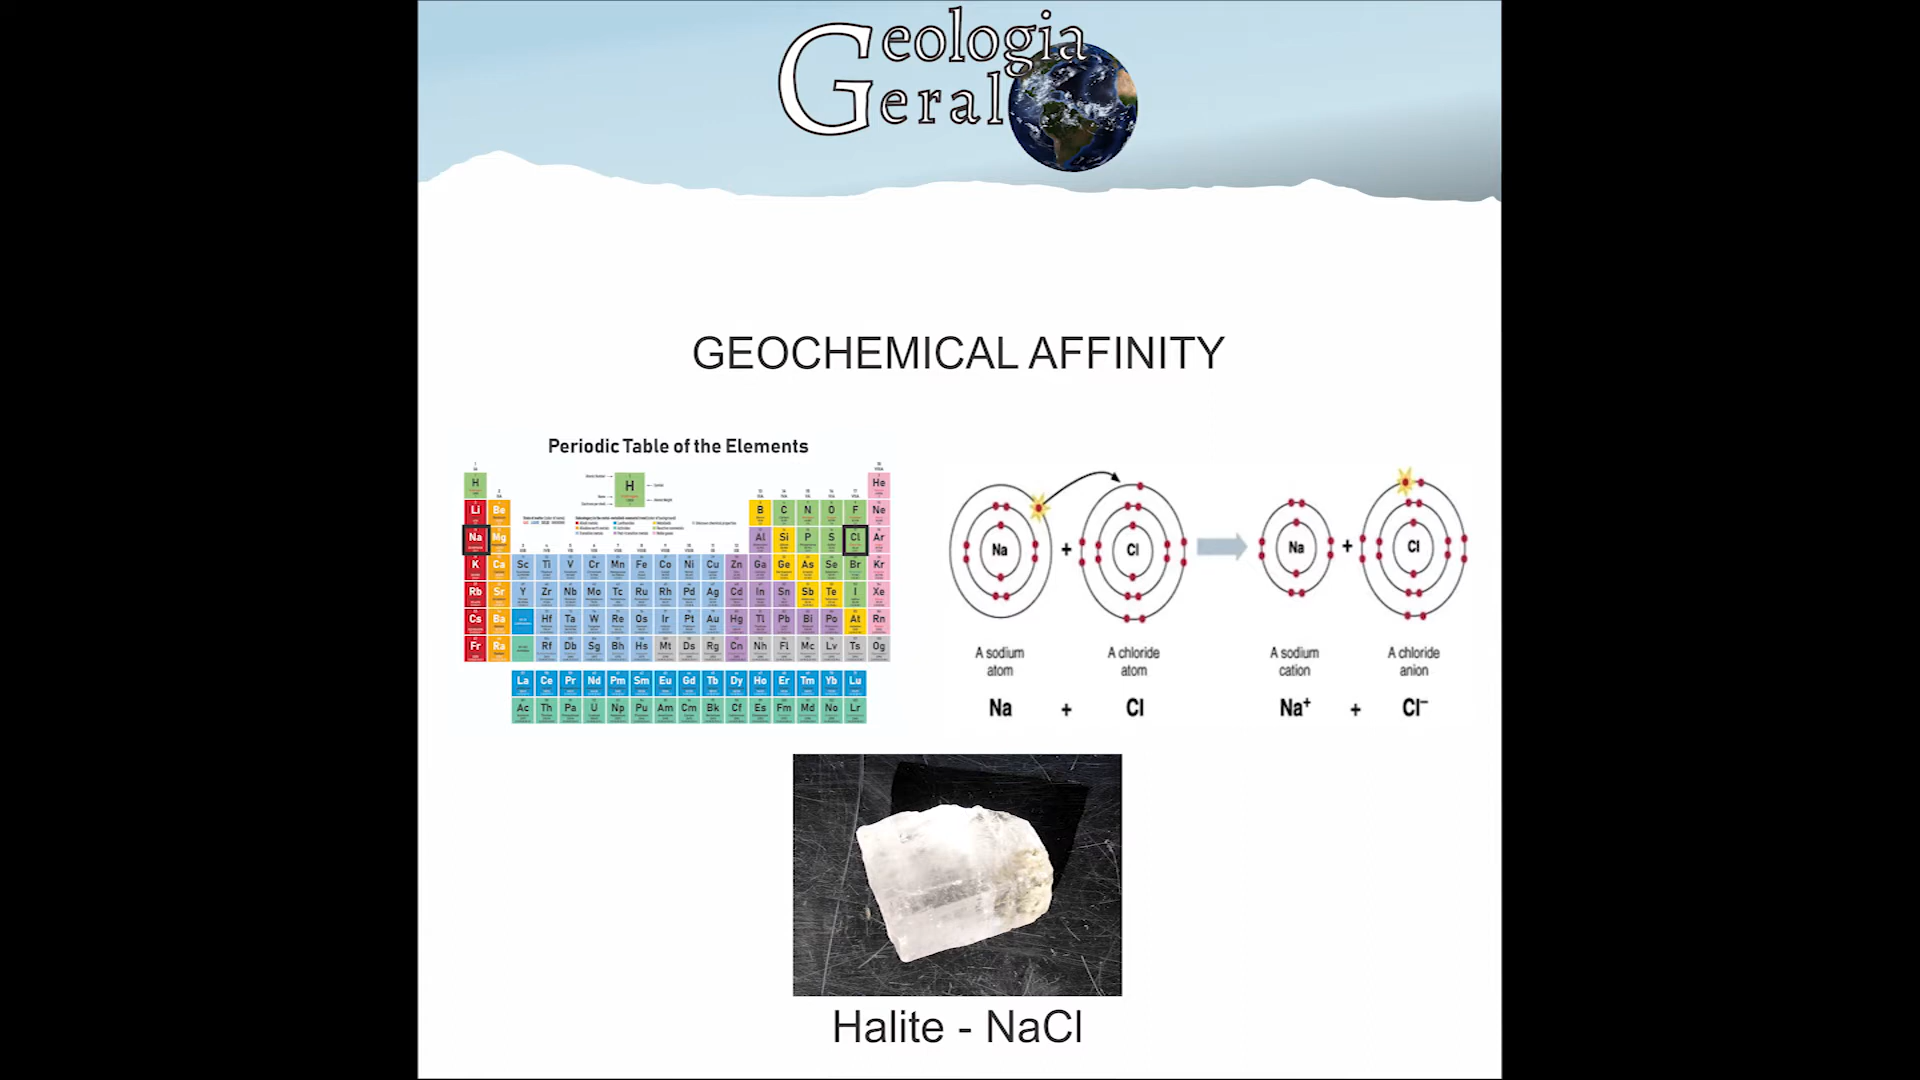 Geologia
Geral
GEOCHEMICAL AFFINITY
Periodic Table of the Elements
H He
H
Li Be B C N O F Ne
Na Mg Al Si P S Cl Ar
K Ca Sc Ti V Cr Mn Fe Co Ni Cu Zn Ga Ge As Se Br Kr
Rb Sr Y Zr Nb Mo Tc Ru Rh Pd Ag Cd In Sn Sb Te I Xe
Cs Ba Hf Ta W Re Os Ir Pt Au Hg Tl Pb Bi Po At Rn
Fr Ra Rf Db Sg Bh Hs Mt Ds Rg Cn Nh Fl Mc Lv Ts Og
La Ce Pr Nd Pm Sm Eu Gd Tb Dy Ho Er Tm Yb Lu
Ac Th Pa U Np Pu Am Cm Bk Cf Es Fm Md No Lr
Na + Cl Na + Cl
A sodium
atom
A chloride
atom
A sodium
cation
A chloride
anion
Na + Cl Na⁺ + Cl⁻
Halite - NaCl